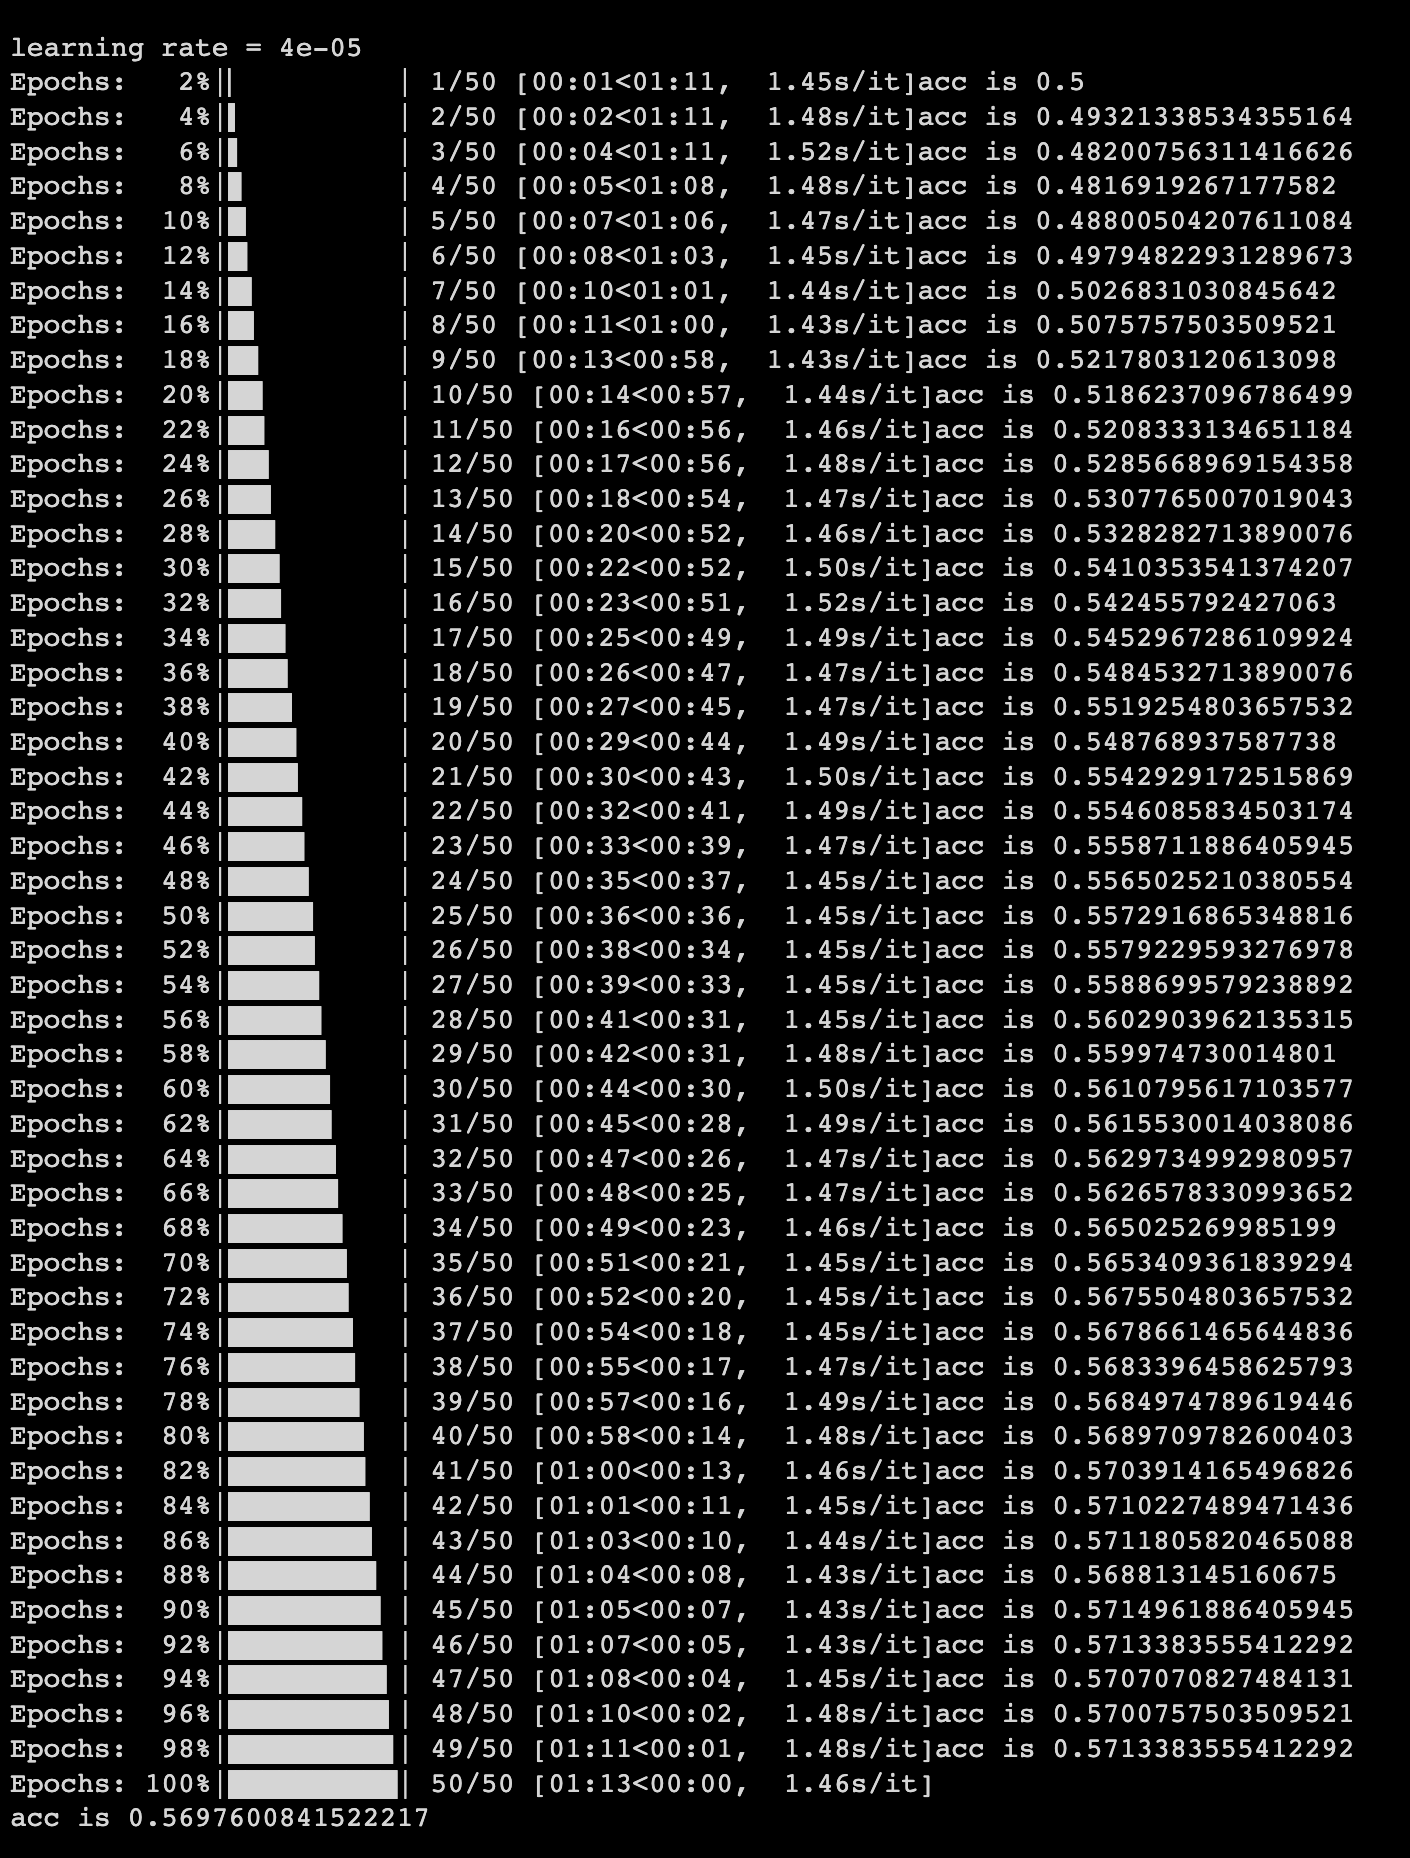 learning rate = 4e-05
Epochs:   2%|| | 1/50 [00:01<01:11,  1.45s/it]acc is 0.5
Epochs:   4%| | 2/50 [00:02<01:11,  1.48s/it]acc is 0.49321338534355164
Epochs:   6%| | 3/50 [00:04<01:11,  1.52s/it]acc is 0.48200756311416626
Epochs:   8%| | 4/50 [00:05<01:08,  1.48s/it]acc is 0.4816919267177582
Epochs:  10%| | 5/50 [00:07<01:06,  1.47s/it]acc is 0.48800504207611084
Epochs:  12%| | 6/50 [00:08<01:03,  1.45s/it]acc is 0.49794822931289673
Epochs:  14%| | 7/50 [00:10<01:01,  1.44s/it]acc is 0.5026831030845642
Epochs:  16%| | 8/50 [00:11<01:00,  1.43s/it]acc is 0.5075757503509521
Epochs:  18%| | 9/50 [00:13<00:58,  1.43s/it]acc is 0.5217803120613098
Epochs:  20%| | 10/50 [00:14<00:57,  1.44s/it]acc is 0.5186237096786499
Epochs:  22%| | 11/50 [00:16<00:56,  1.46s/it]acc is 0.5208333134651184
Epochs:  24%| | 12/50 [00:17<00:56,  1.48s/it]acc is 0.5285668969154358
Epochs:  26%| | 13/50 [00:18<00:54,  1.47s/it]acc is 0.5307765007019043
Epochs:  28%| | 14/50 [00:20<00:52,  1.46s/it]acc is 0.5328282713890076
Epochs:  30%| | 15/50 [00:22<00:52,  1.50s/it]acc is 0.5410353541374207
Epochs:  32%| | 16/50 [00:23<00:51,  1.52s/it]acc is 0.542455792427063
Epochs:  34%| | 17/50 [00:25<00:49,  1.49s/it]acc is 0.5452967286109924
Epochs:  36%| | 18/50 [00:26<00:47,  1.47s/it]acc is 0.5484532713890076
Epochs:  38%| | 19/50 [00:27<00:45,  1.47s/it]acc is 0.5519254803657532
Epochs:  40%| | 20/50 [00:29<00:44,  1.49s/it]acc is 0.548768937587738
Epochs:  42%| | 21/50 [00:30<00:43,  1.50s/it]acc is 0.5542929172515869
Epochs:  44%| | 22/50 [00:32<00:41,  1.49s/it]acc is 0.5546085834503174
Epochs:  46%| | 23/50 [00:33<00:39,  1.47s/it]acc is 0.5558711886405945
Epochs:  48%| | 24/50 [00:35<00:37,  1.45s/it]acc is 0.5565025210380554
Epochs:  50%| | 25/50 [00:36<00:36,  1.45s/it]acc is 0.5572916865348816
Epochs:  52%| | 26/50 [00:38<00:34,  1.45s/it]acc is 0.5579229593276978
Epochs:  54%| | 27/50 [00:39<00:33,  1.45s/it]acc is 0.5588699579238892
Epochs:  56%| | 28/50 [00:41<00:31,  1.45s/it]acc is 0.5602903962135315
Epochs:  58%| | 29/50 [00:42<00:31,  1.48s/it]acc is 0.559974730014801
Epochs:  60%| | 30/50 [00:44<00:30,  1.50s/it]acc is 0.5610795617103577
Epochs:  62%| | 31/50 [00:45<00:28,  1.49s/it]acc is 0.5615530014038086
Epochs:  64%| | 32/50 [00:47<00:26,  1.47s/it]acc is 0.5629734992980957
Epochs:  66%| | 33/50 [00:48<00:25,  1.47s/it]acc is 0.5626578330993652
Epochs:  68%| | 34/50 [00:49<00:23,  1.46s/it]acc is 0.565025269985199
Epochs:  70%| | 35/50 [00:51<00:21,  1.45s/it]acc is 0.5653409361839294
Epochs:  72%| | 36/50 [00:52<00:20,  1.45s/it]acc is 0.5675504803657532
Epochs:  74%| | 37/50 [00:54<00:18,  1.45s/it]acc is 0.5678661465644836
Epochs:  76%| | 38/50 [00:55<00:17,  1.47s/it]acc is 0.5683396458625793
Epochs:  78%| | 39/50 [00:57<00:16,  1.49s/it]acc is 0.5684974789619446
Epochs:  80%| | 40/50 [00:58<00:14,  1.48s/it]acc is 0.5689709782600403
Epochs:  82%| | 41/50 [01:00<00:13,  1.46s/it]acc is 0.5703914165496826
Epochs:  84%| | 42/50 [01:01<00:11,  1.45s/it]acc is 0.5710227489471436
Epochs:  86%| | 43/50 [01:03<00:10,  1.44s/it]acc is 0.5711805820465088
Epochs:  88%| | 44/50 [01:04<00:08,  1.43s/it]acc is 0.568813145160675
Epochs:  90%| | 45/50 [01:05<00:07,  1.43s/it]acc is 0.5714961886405945
Epochs:  92%| | 46/50 [01:07<00:05,  1.43s/it]acc is 0.5713383555412292
Epochs:  94%| | 47/50 [01:08<00:04,  1.45s/it]acc is 0.5707070827484131
Epochs:  96%| | 48/50 [01:10<00:02,  1.48s/it]acc is 0.5700757503509521
Epochs:  98%| | 49/50 [01:11<00:01,  1.48s/it]acc is 0.5713383555412292
Epochs: 100%| | 50/50 [01:13<00:00,  1.46s/it]
acc is 0.5697600841522217